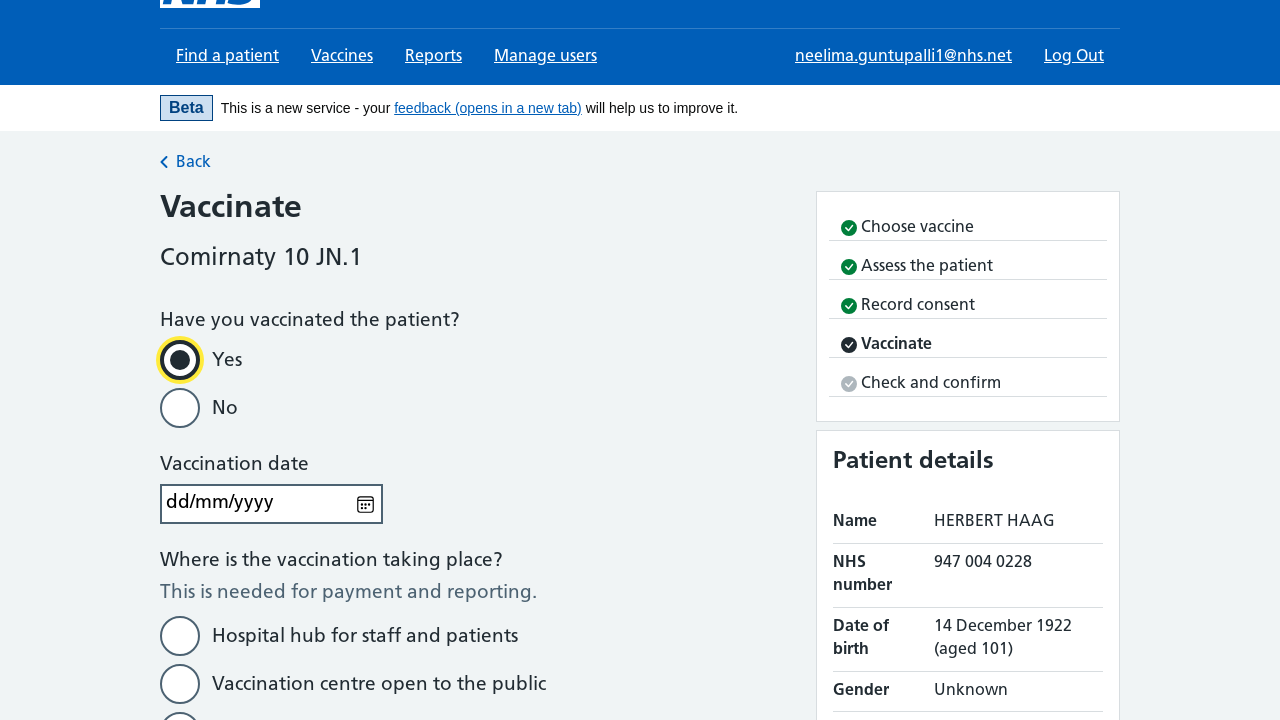 NHS
Find a patient Vaccines Reports Manage users neelima.guntupalli1@nhs.net Log Out
Beta This is a new service - your feedback (opens in a new tab) will help us to improve it.
Back
Vaccinate
Comirnaty 10 JN.1
Have you vaccinated the patient?
Yes
No
Vaccination date
dd/mm/yyyy
Where is the vaccination taking place?
This is needed for payment and reporting.
Hospital hub for staff and patients
Vaccination centre open to the public
Choose vaccine
Assess the patient
Record consent
Vaccinate
Check and confirm
Patient details
Name HERBERT HAAG
NHS 947 004 0228
number
Date of 14 December 1922
birth (aged 101)
Gender Unknown